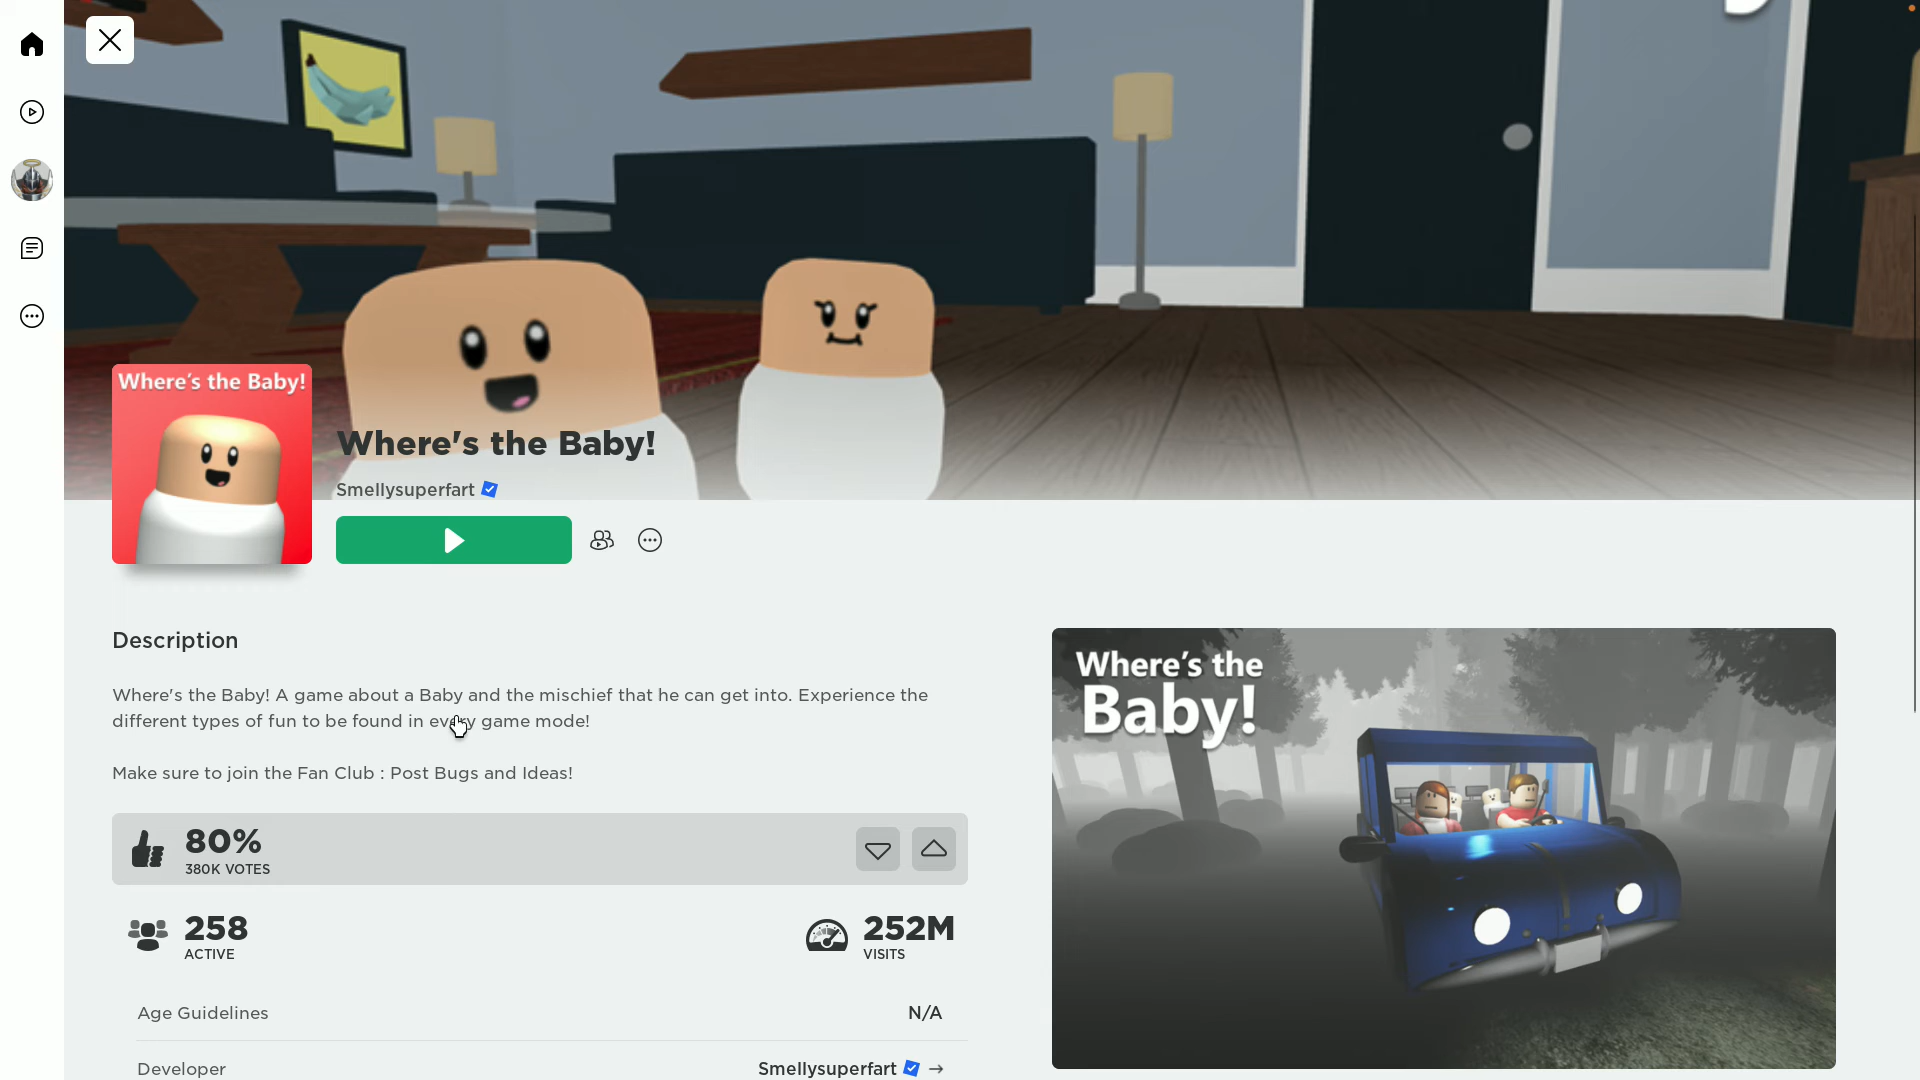 Where's the Baby!
Where's the Baby!
Smellysuperfart
Description
Where's the Baby! A game about a Baby and the mischief that he can get into. Experience the
different types of fun to be found in every game mode!
Make sure to join the Fan Club : Post Bugs and Ideas!
80%
380K VOTES
258
ACTIVE
252M
VISITS
Age Guidelines
N/A
Developer
Smellysuperfart
Where's the
Baby!